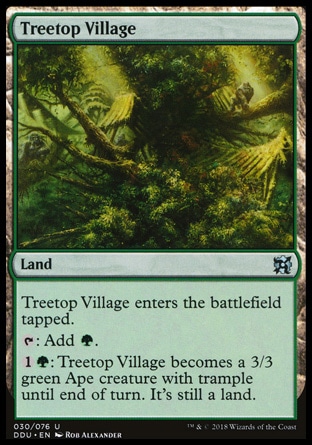 Treetop Village
Land
Treetop Village enters the battlefield
tapped.
: Add .
1 : Treetop Village becomes a 3/3
green Ape creature with trample
until end of turn. It's still a land.
030/076 U
DDU • EN Rob Alexander
™ & © 2018 Wizards of the Coast